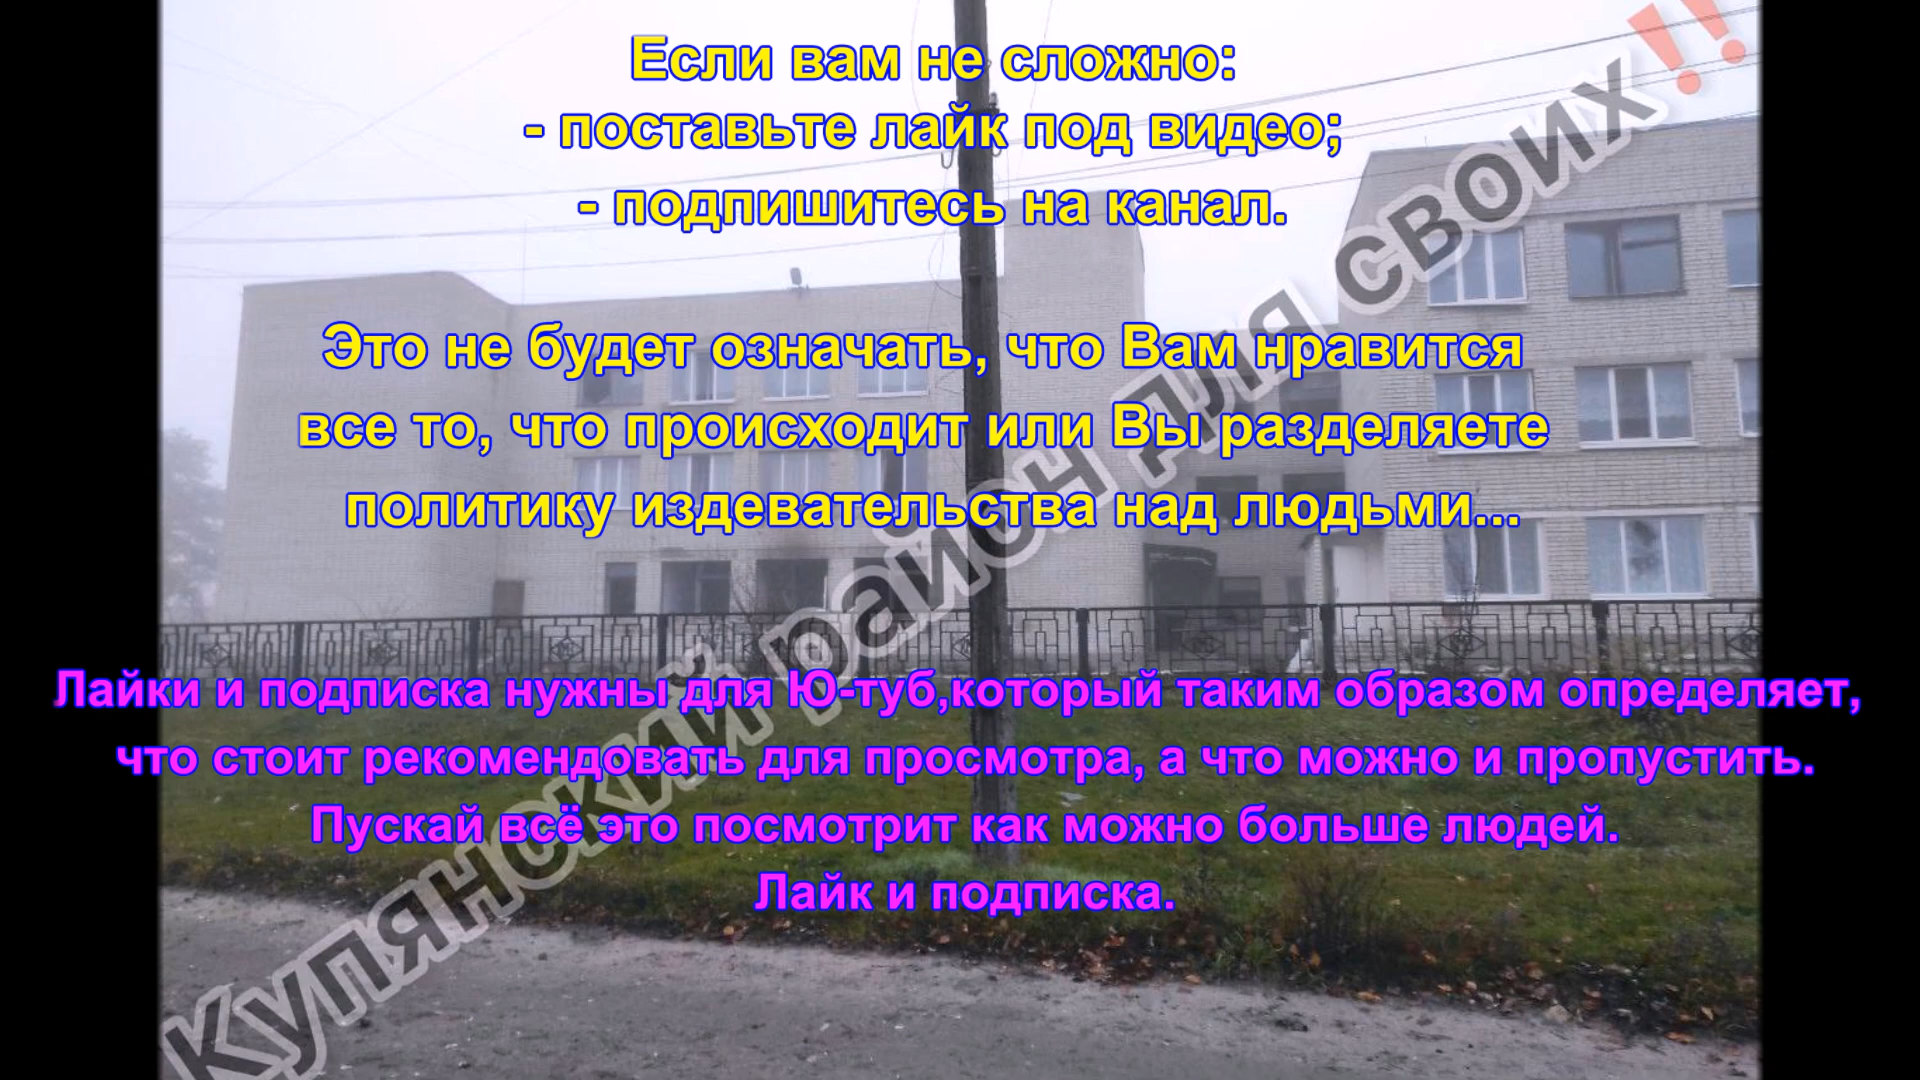 Если вам не сложно:
- поставьте лайк под видео;
- подпишитесь на канал.
Это не будет означать, что Вам нравится
все то, что происходит или Вы разделяете
политику издевательства над людьми...
Лайки и подписка нужны для Ю-туб,который таким образом определяет,
что стоит рекомендовать для просмотра, а что можно и пропустить.
Пускай всё это посмотрит как можно больше людей.
Лайк и подписка.
Купянский район для своих!!